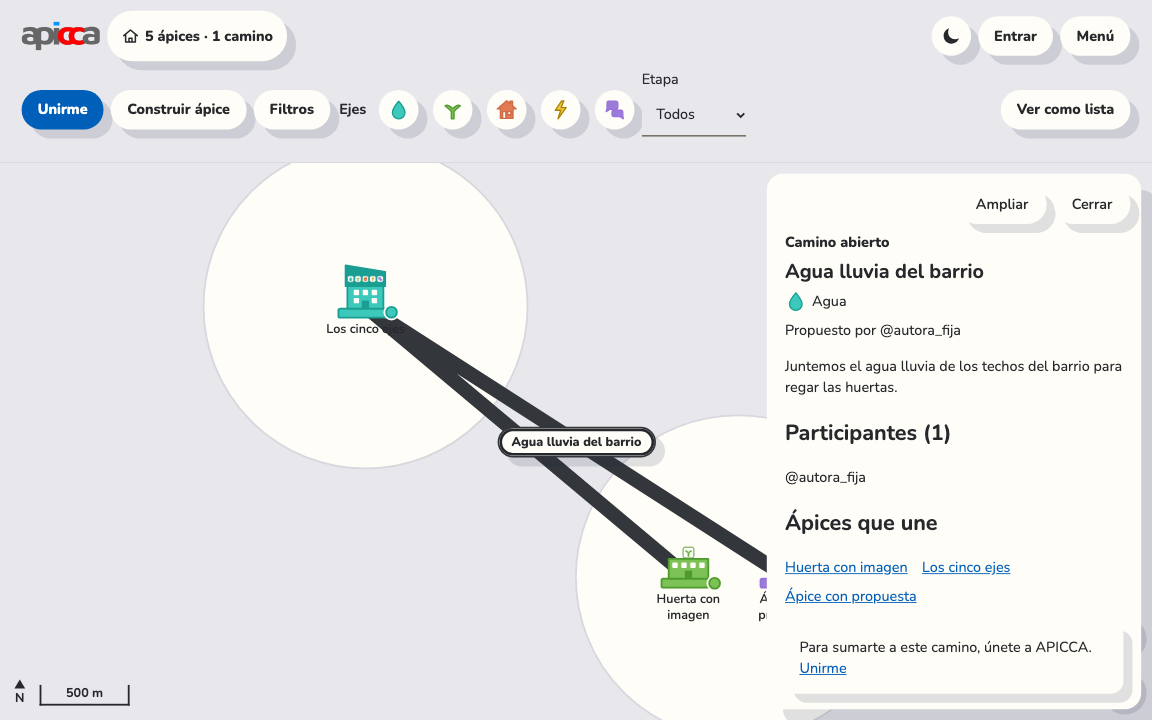 apicca
5 ápices · 1 camino
Entrar
Menú
Unirme
Construir ápice
Filtros
Ejes
Etapa
Todos
Ver como lista
Los cinco ejes
Agua lluvia del barrio
Huerta con
imagen
N
500 m
Ampliar
Cerrar
Camino abierto
Agua lluvia del barrio
Agua
Propuesto por @autora_fija
Juntemos el agua lluvia de los techos del barrio para
regar las huertas.
Participantes (1)
@autora_fija
Ápices que une
Huerta con imagen
Los cinco ejes
Ápice con propuesta
Para sumarte a este camino, únete a APICCA.
Unirme